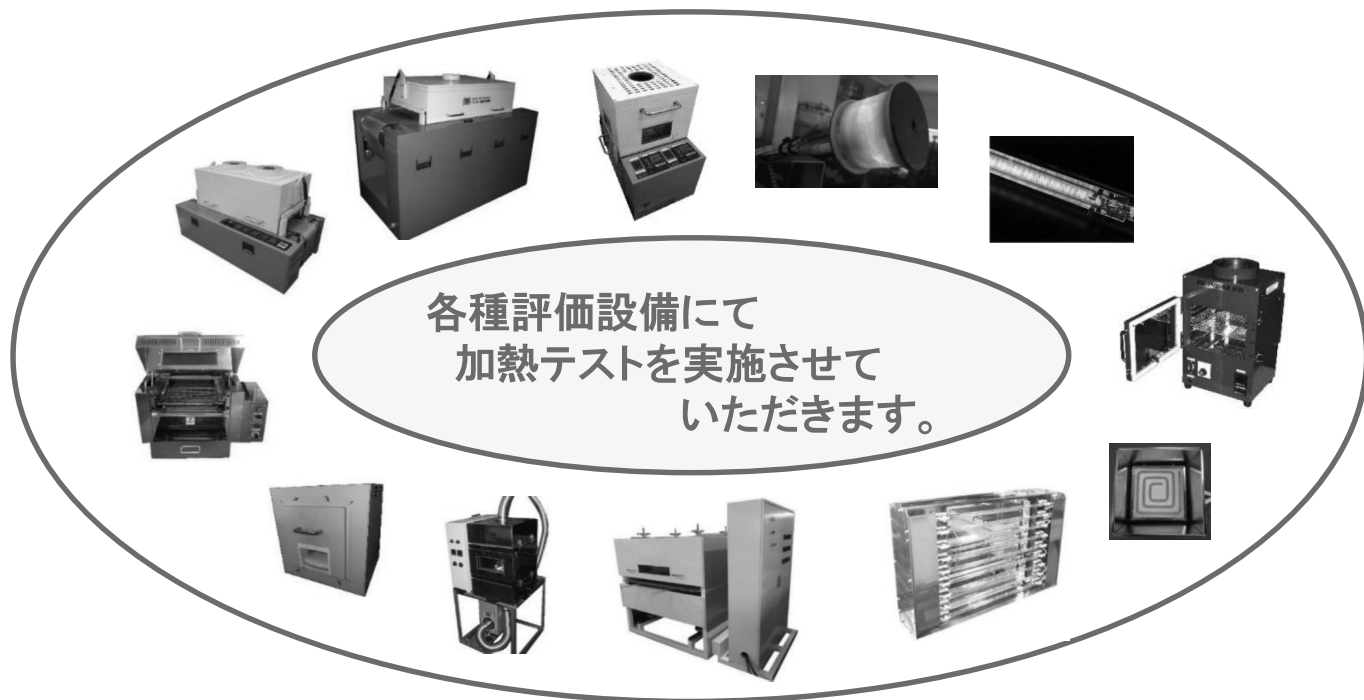 各種評価設備にて
加熱テストを実施させて
いただきます。